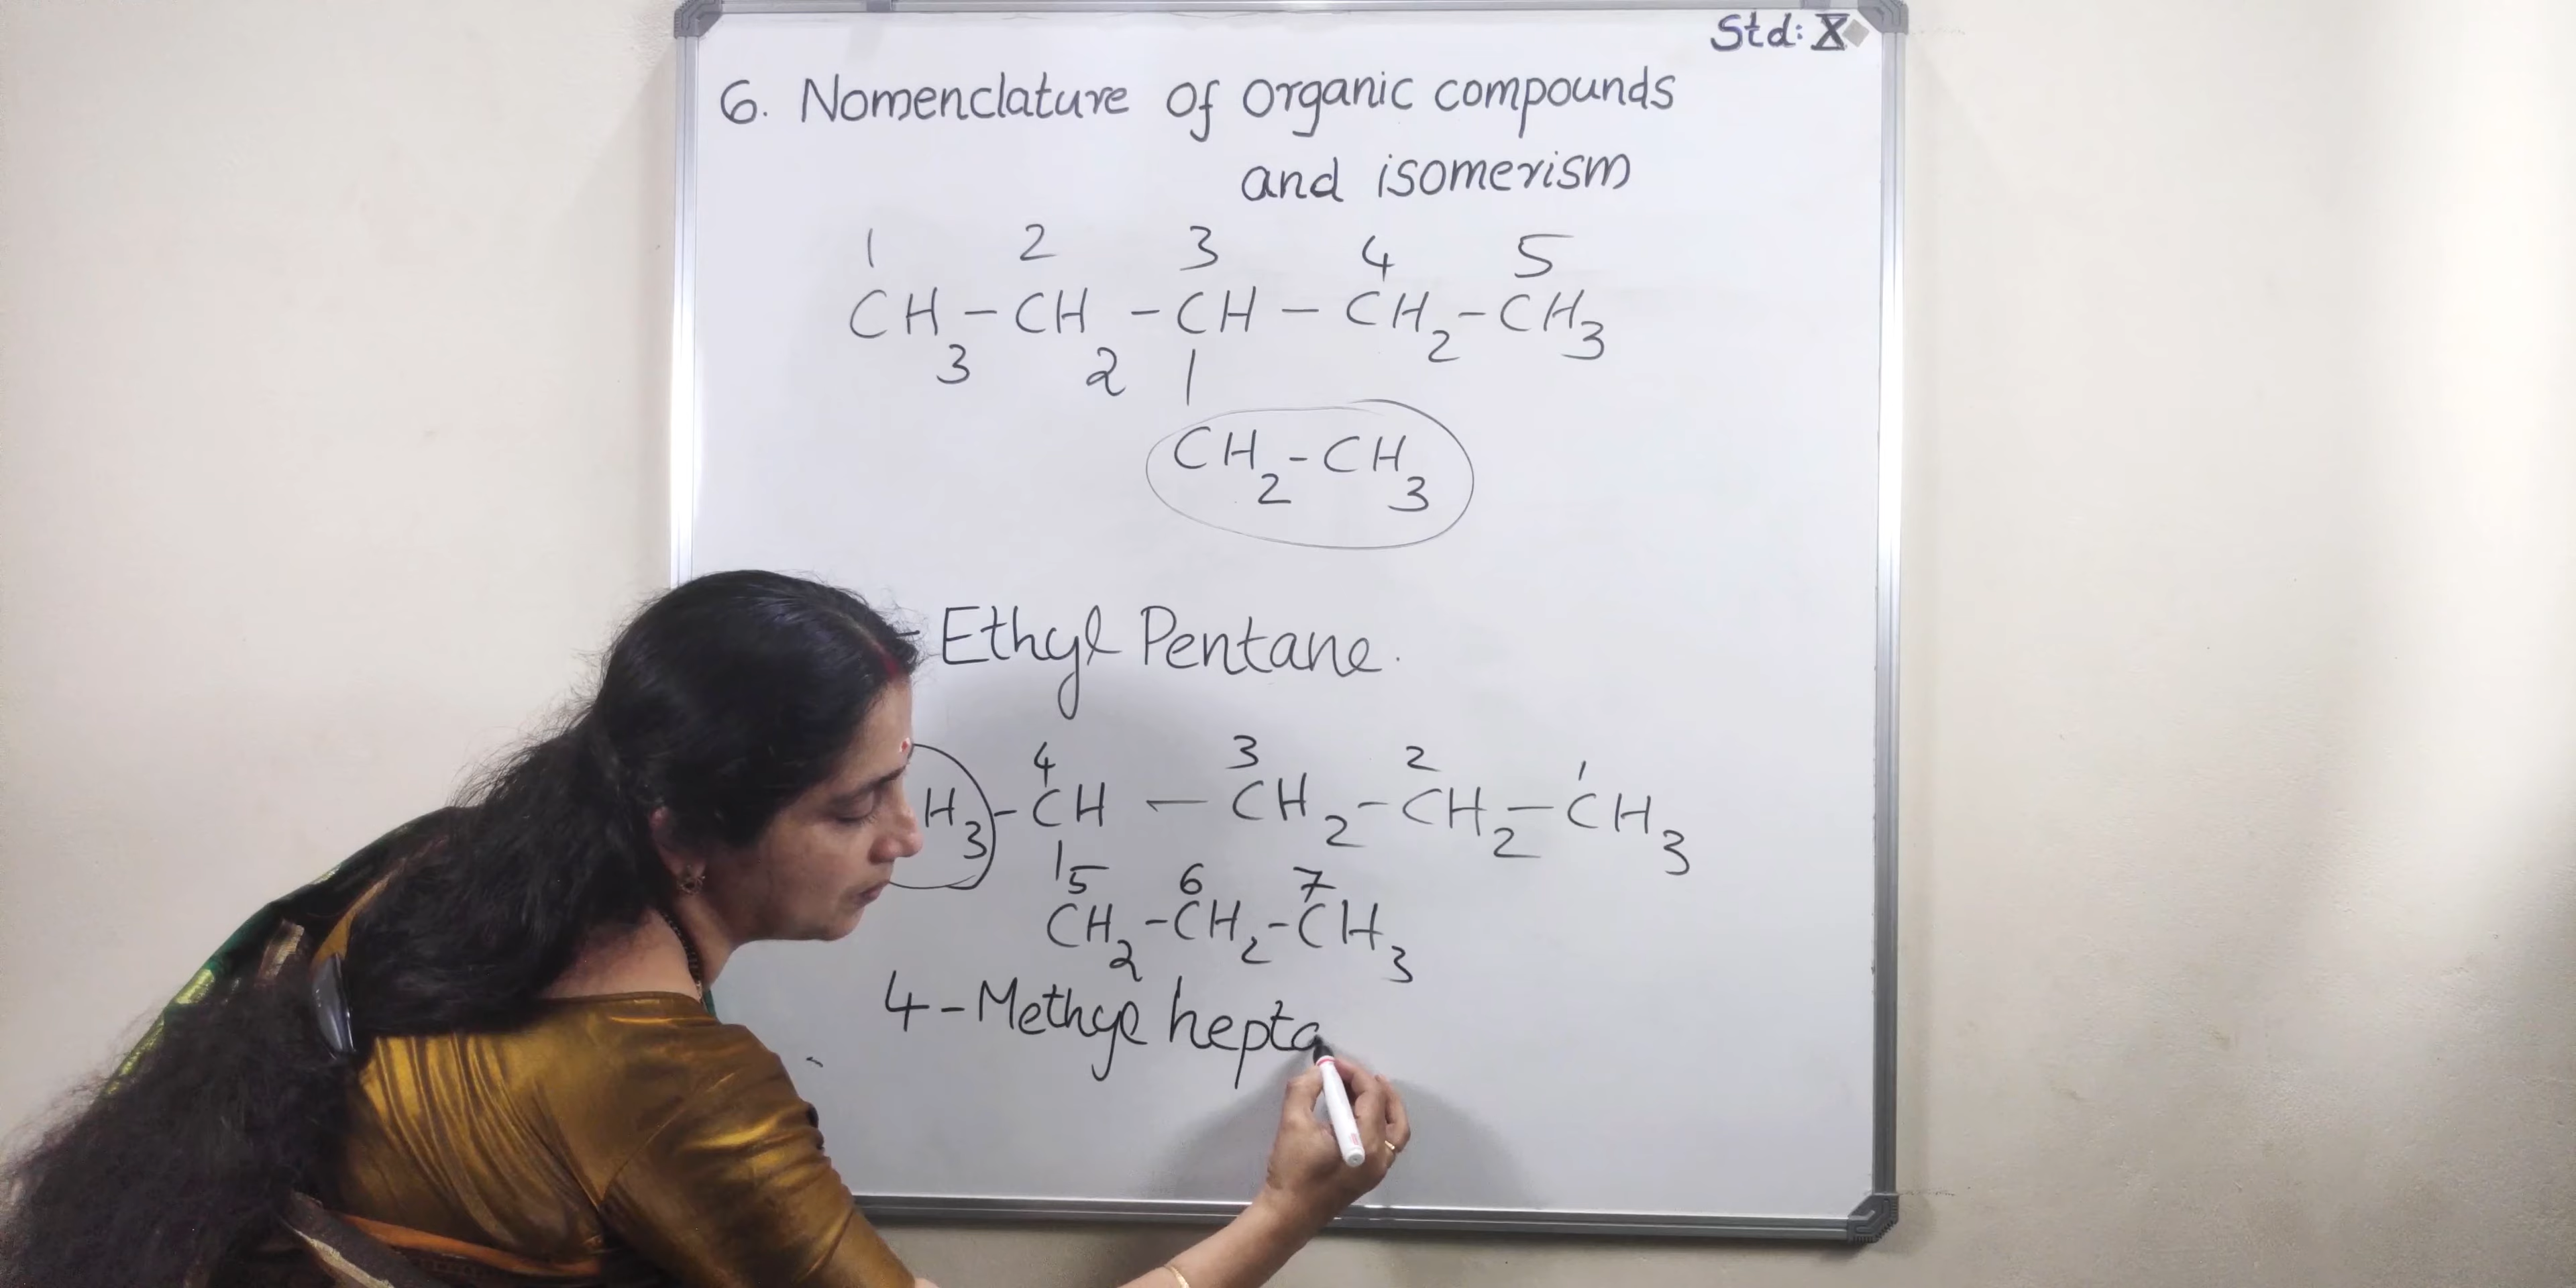 Std: X
6. Nomenclature of organic compounds
and isomerism
1 2 3 4 5
CH3 - CH2 - CH - CH2 - CH3
|
CH2 - CH3
- Ethyl Pentane.
4 3 2 1
H3 - CH - CH2 - CH2 - CH3
| 5 6 7
CH2 - CH2 - CH3
4 - Methyl hepta